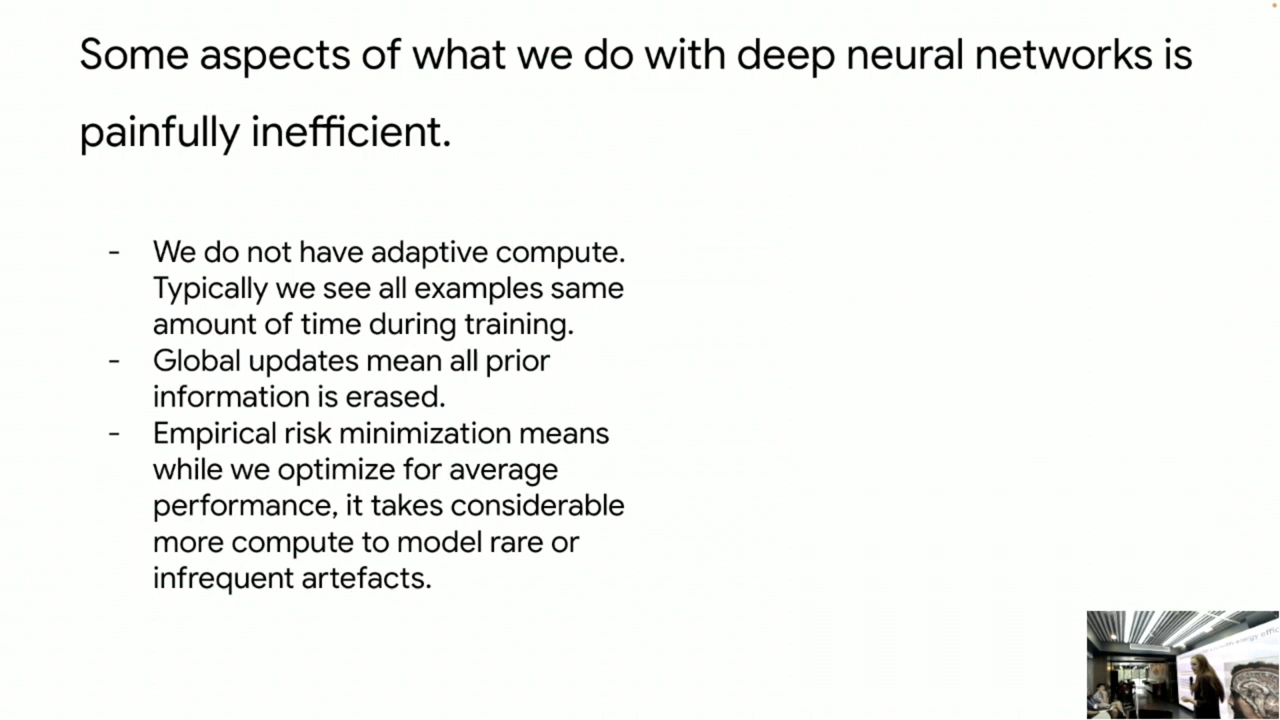 Some aspects of what we do with deep neural networks is
painfully inefficient.
- We do not have adaptive compute.
Typically we see all examples same
amount of time during training.
- Global updates mean all prior
information is erased.
- Empirical risk minimization means
while we optimize for average
performance, it takes considerable
more compute to model rare or
infrequent artefacts.